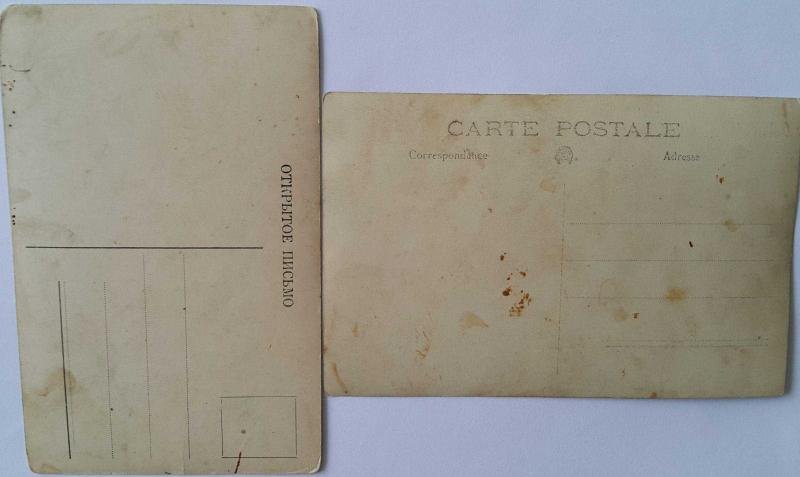 ОТКРЫТОЕ ПИСЬМО
CARTE POSTALE
Correspondance
Adresse